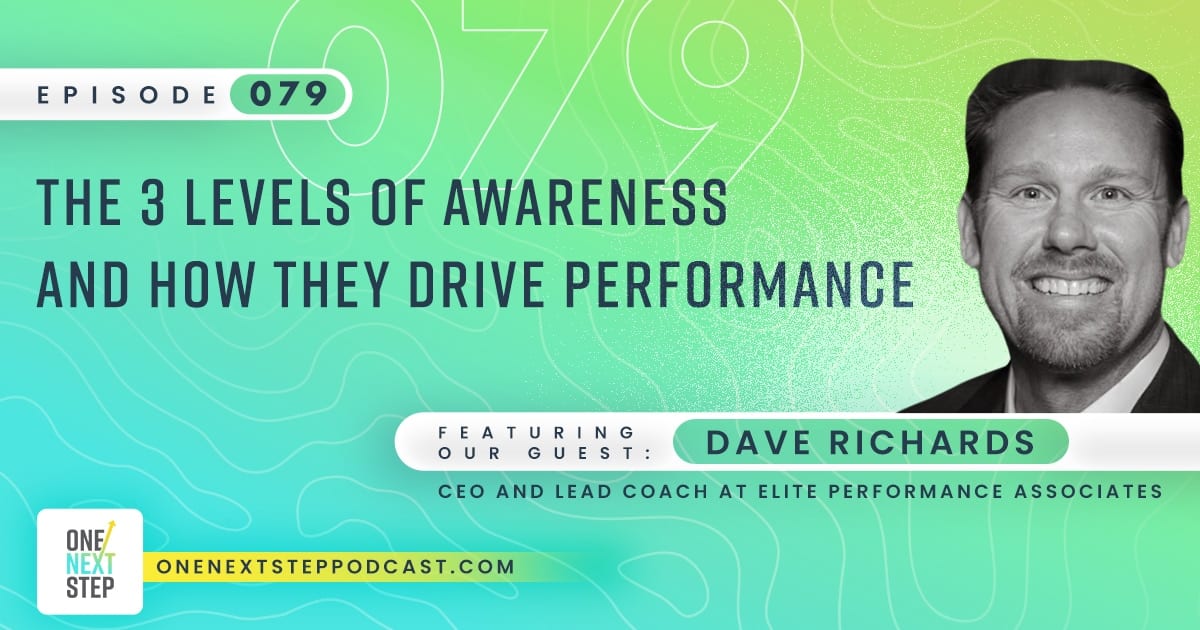 EPISODE 079
079
THE 3 LEVELS OF AWARENESS
AND HOW THEY DRIVE PERFORMANCE
FEATURING
OUR GUEST:
DAVE RICHARDS
CEO AND LEAD COACH AT ELITE PERFORMANCE ASSOCIATES
ONE
NEXT
STEP
ONENEXTSTEPPODCAST.COM